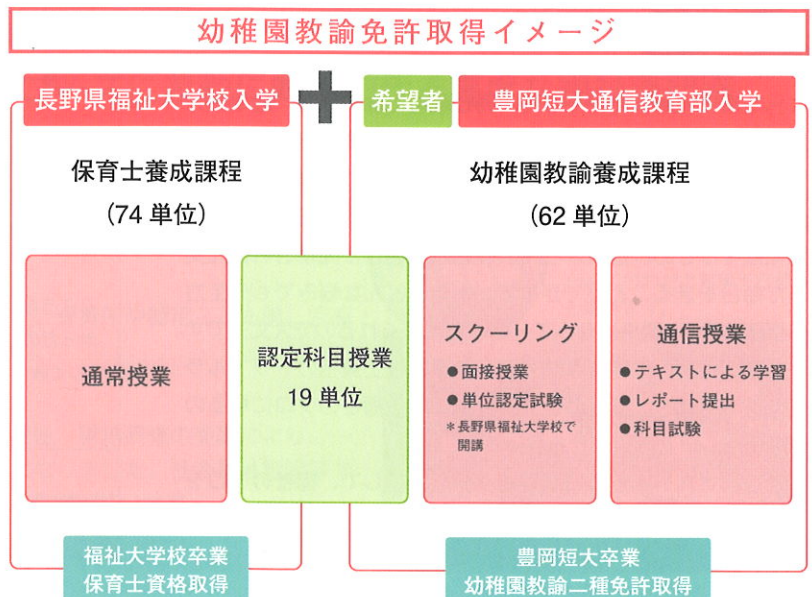 幼稚園教諭免許取得イメージ
長野県福祉大学校入学
+
希望者
豊岡短大通信教育部入学
保育士養成課程
(74 単位)
幼稚園教諭養成課程
(62 単位)
通常授業
認定科目授業
19 単位
スクーリング
●面接授業
●単位認定試験
*長野県福祉大学校で
開講
通信授業
●テキストによる学習
●レポート提出
●科目試験
福祉大学校卒業
保育士資格取得
豊岡短大卒業
幼稚園教諭二種免許取得